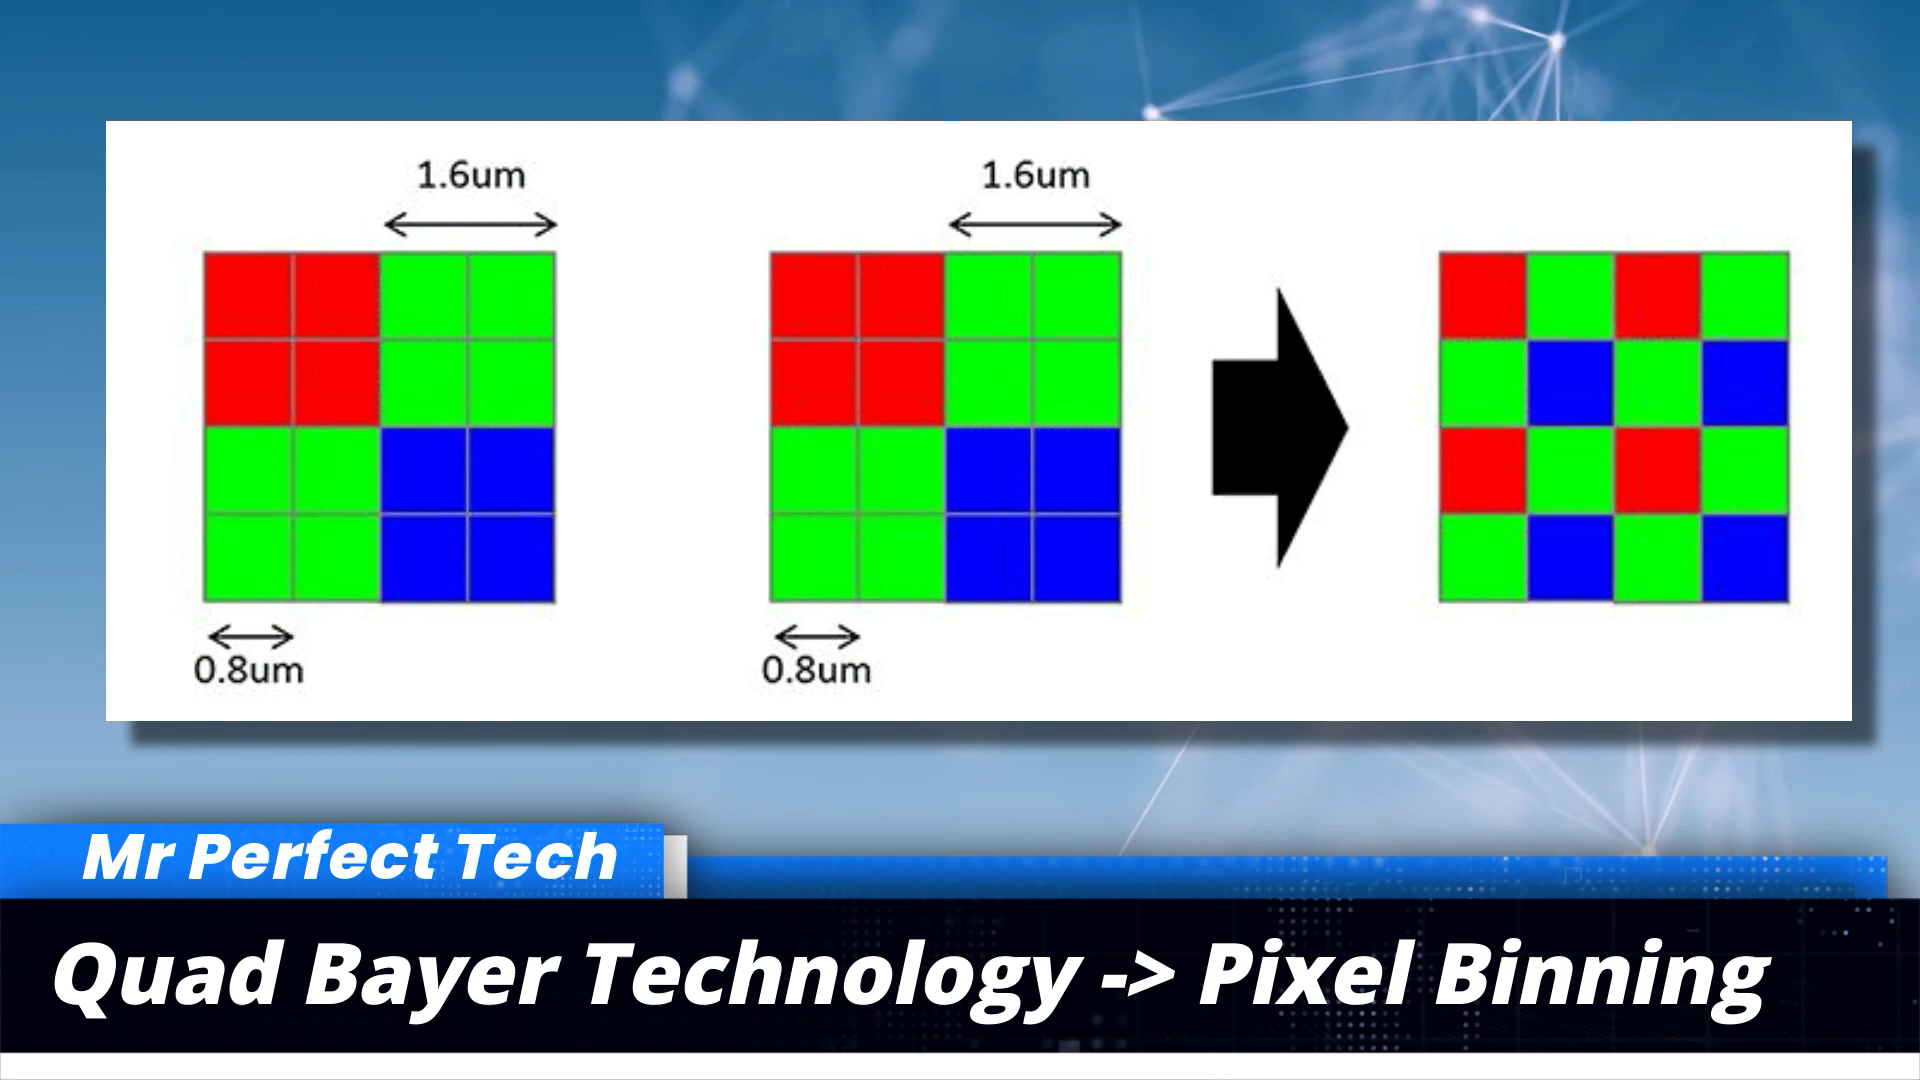 1.6um 1.6um
0.8um 0.8um
Mr Perfect Tech
Quad Bayer Technology -> Pixel Binning